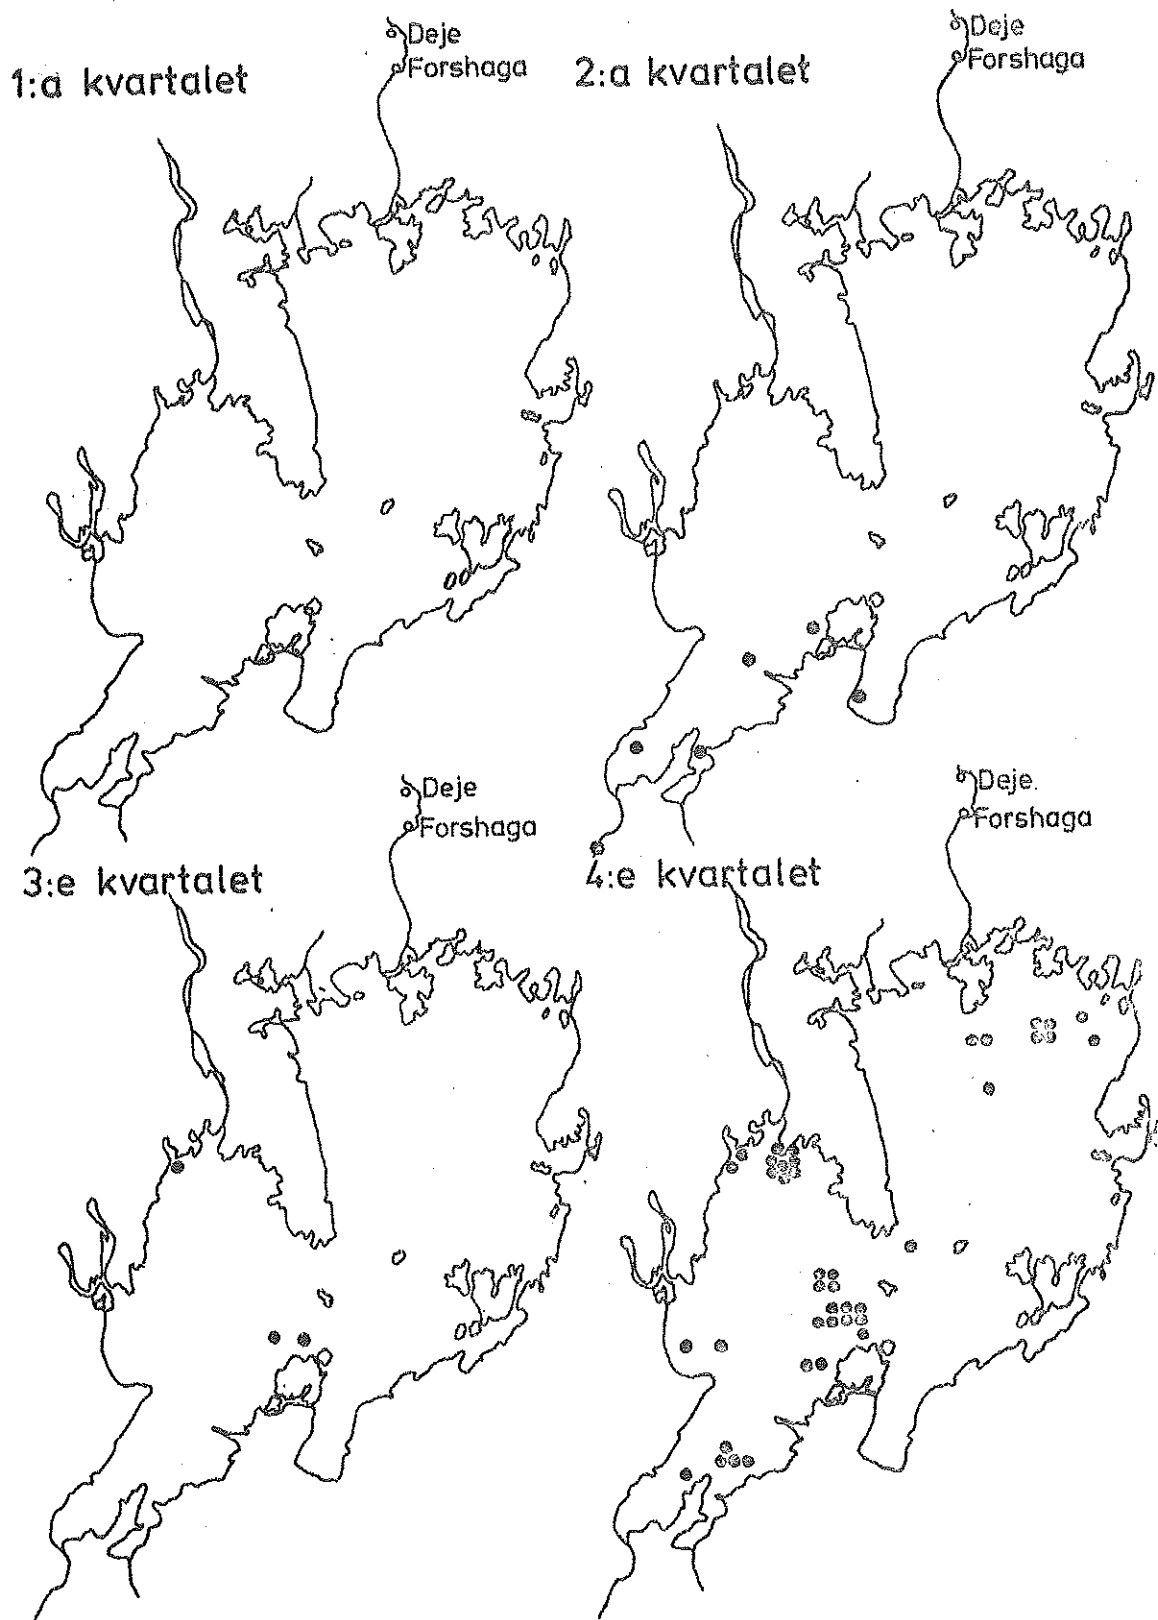 Deje
Forshaga
1:a kvartalet
Deje
Forshaga
2:a kvartalet
Deje
Forshaga
3:e kvartalet
Deje.
Forshaga
4:e kvartalet